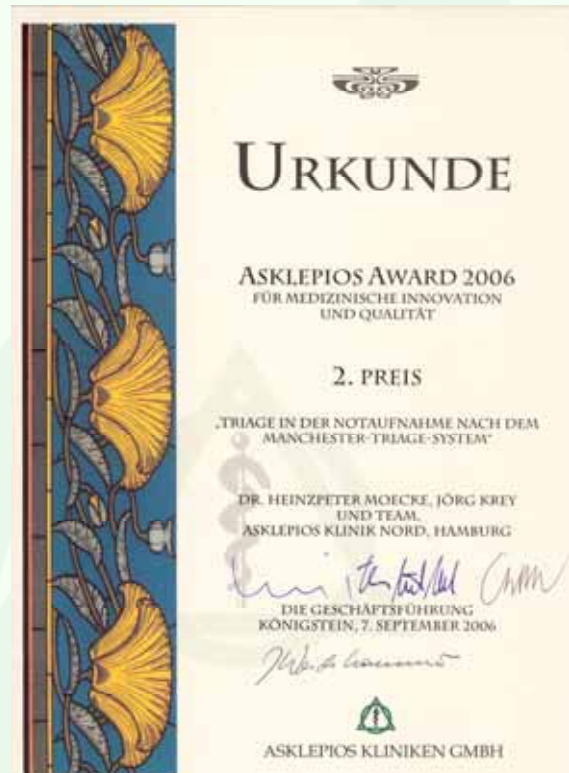 URKUNDE
ASKLEPIOS AWARD 2006
FÜR MEDIZINISCHE INNOVATION
UND QUALITÄT
2. PREIS
„TRIAGE IN DER NOTAUFNAHME NACH DEM
MANCHESTER-TRIAGE-SYSTEM“
DR. HEINZPETER MOECKE, JÖRG KREY
UND TEAM,
ASKLEPIOS KLINIK NORD, HAMBURG
DIE GESCHÄFTSFÜHRUNG
KÖNIGSTEIN, 7. SEPTEMBER 2006
ASKLEPIOS KLINIKEN GMBH